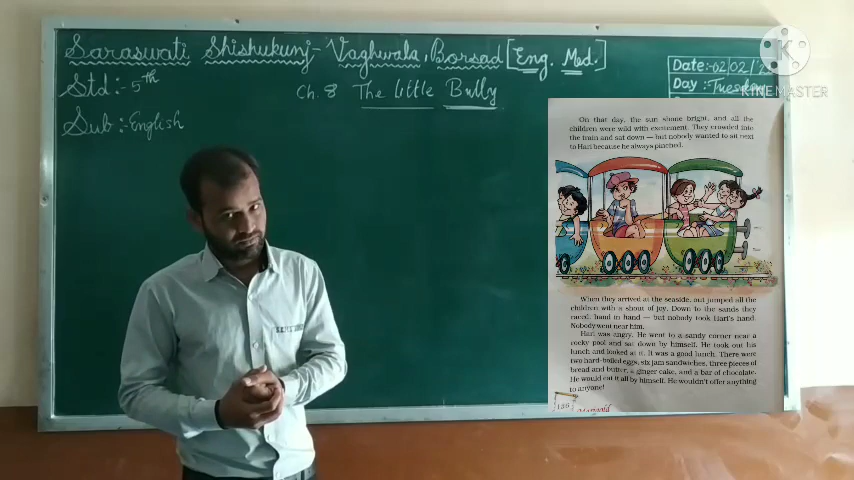 Saraswati Shishukunj - Vaghwala, Borsad [Eng. Med.]
Std :- 5th
Ch. 8 The Little Bully
Sub :- English
Date:-02/02/2
Day :- Tuesday
KINEMASTER
On that day, the sun shone bright, and all the
children were wild with excitement. They crowded into
the train and sat down — but nobody wanted to sit next
to Hari because he always pinched.
When they arrived at the seaside, out jumped all the
children with a shout of joy. Down to the sands they
raced, hand in hand — but nobody took Hari's hand.
Nobody went near him.
Hari was angry. He went to a sandy corner near a
rocky pool and sat down by himself. He took out his
lunch and looked at it. It was a good lunch. There were
two hard-boiled eggs, six jam sandwiches, three pieces of
bread and butter, a ginger cake, and a bar of chocolate.
He would eat it all by himself. He wouldn't offer anything
to anyone!